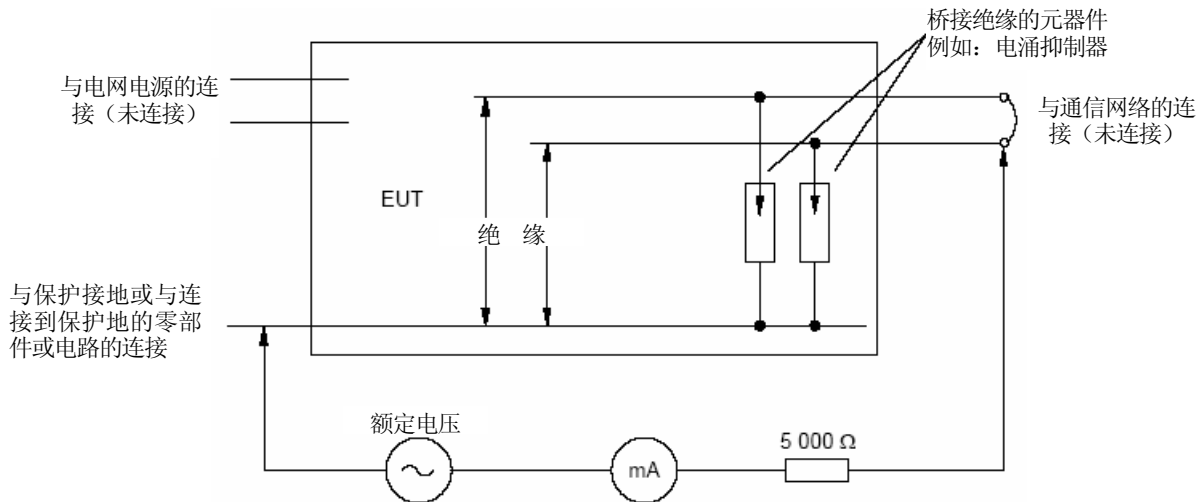 桥接绝缘的元器件
例如：电涌抑制器
与电网电源的连
接（未连接）
与通信网络的连
接（未连接）
EUT
绝 缘
与保护接地或与连
接到保护地的零部
件或电路的连接
额定电压
5 000 Ω
mA